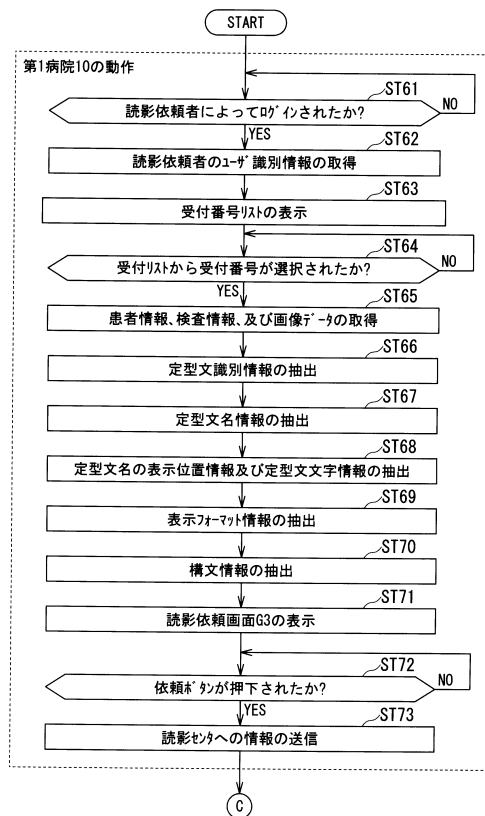 START
第1病院10の動作
ST61
読影依頼者によってﾛｸﾞｲﾝされたか?
NO
YES
ST62
読影依頼者のﾕｰｻﾞ識別情報の取得
ST63
受付番号ﾘｽﾄの表示
ST64
受付ﾘｽﾄから受付番号が選択されたか?
NO
YES
ST65
患者情報、検査情報、及び画像ﾃﾞｰﾀの取得
ST66
定型文識別情報の抽出
ST67
定型文名情報の抽出
ST68
定型文名の表示位置情報及び定型文文字情報の抽出
ST69
表示ﾌｫｰﾏｯﾄ情報の抽出
ST70
構文情報の抽出
ST71
読影依頼画面G3の表示
ST72
依頼ﾎﾞﾀﾝが押下されたか?
NO
YES
ST73
読影ｾﾝﾀへの情報の送信
C